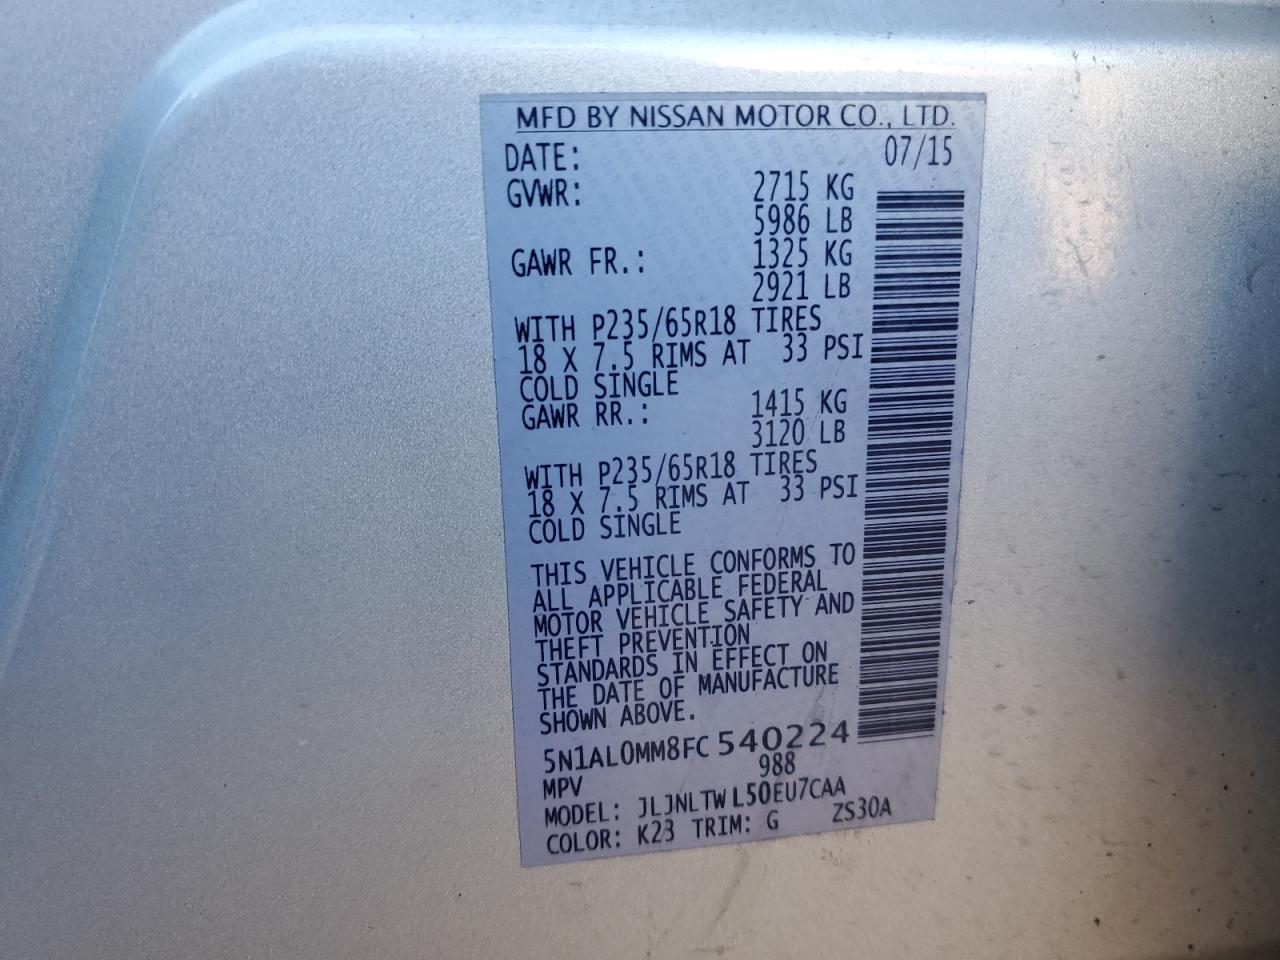 MFD BY NISSAN MOTOR CO., LTD.
DATE: 07/15
GVWR: 2715 KG
5986 LB
GAWR FR.: 1325 KG
2921 LB
WITH P235/65R18 TIRES
18 X 7.5 RIMS AT 33 PSI
COLD SINGLE
GAWR RR.: 1415 KG
3120 LB
WITH P235/65R18 TIRES
18 X 7.5 RIMS AT 33 PSI
COLD SINGLE
THIS VEHICLE CONFORMS TO
ALL APPLICABLE FEDERAL
MOTOR VEHICLE SAFETY AND
THEFT PREVENTION
STANDARDS IN EFFECT ON
THE DATE OF MANUFACTURE
SHOWN ABOVE.
5N1AL0MM8FC 540224
MPV 988
MODEL: JLJNLTW L50EU7CAA
COLOR: K23 TRIM: G ZS30A